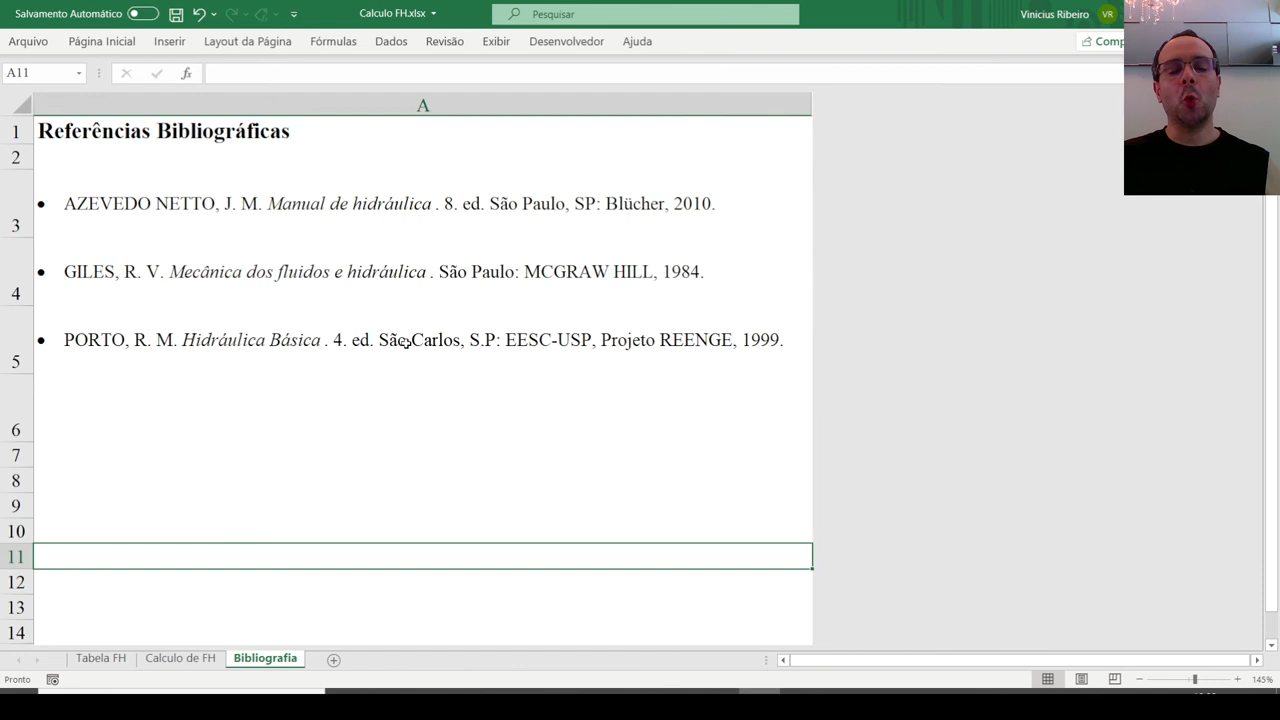 Salvamento Automático Calculo FH.xlsx Pesquisar Vinicius Ribeiro VR
Arquivo Página Inicial Inserir Layout da Página Fórmulas Dados Revisão Exibir Desenvolvedor Ajuda
A11 fx
A
1 Referências Bibliográficas
2
3 • AZEVEDO NETTO, J. M. Manual de hidráulica . 8. ed. São Paulo, SP: Blücher, 2010.
4 • GILES, R. V. Mecânica dos fluidos e hidráulica . São Paulo: MCGRAW HILL, 1984.
5 • PORTO, R. M. Hidráulica Básica . 4. ed. São Carlos, S.P: EESC-USP, Projeto REENGE, 1999.
6
7
8
9
10
11
12
13
14
Tabela FH Calculo de FH Bibliografia
Pronto 145%